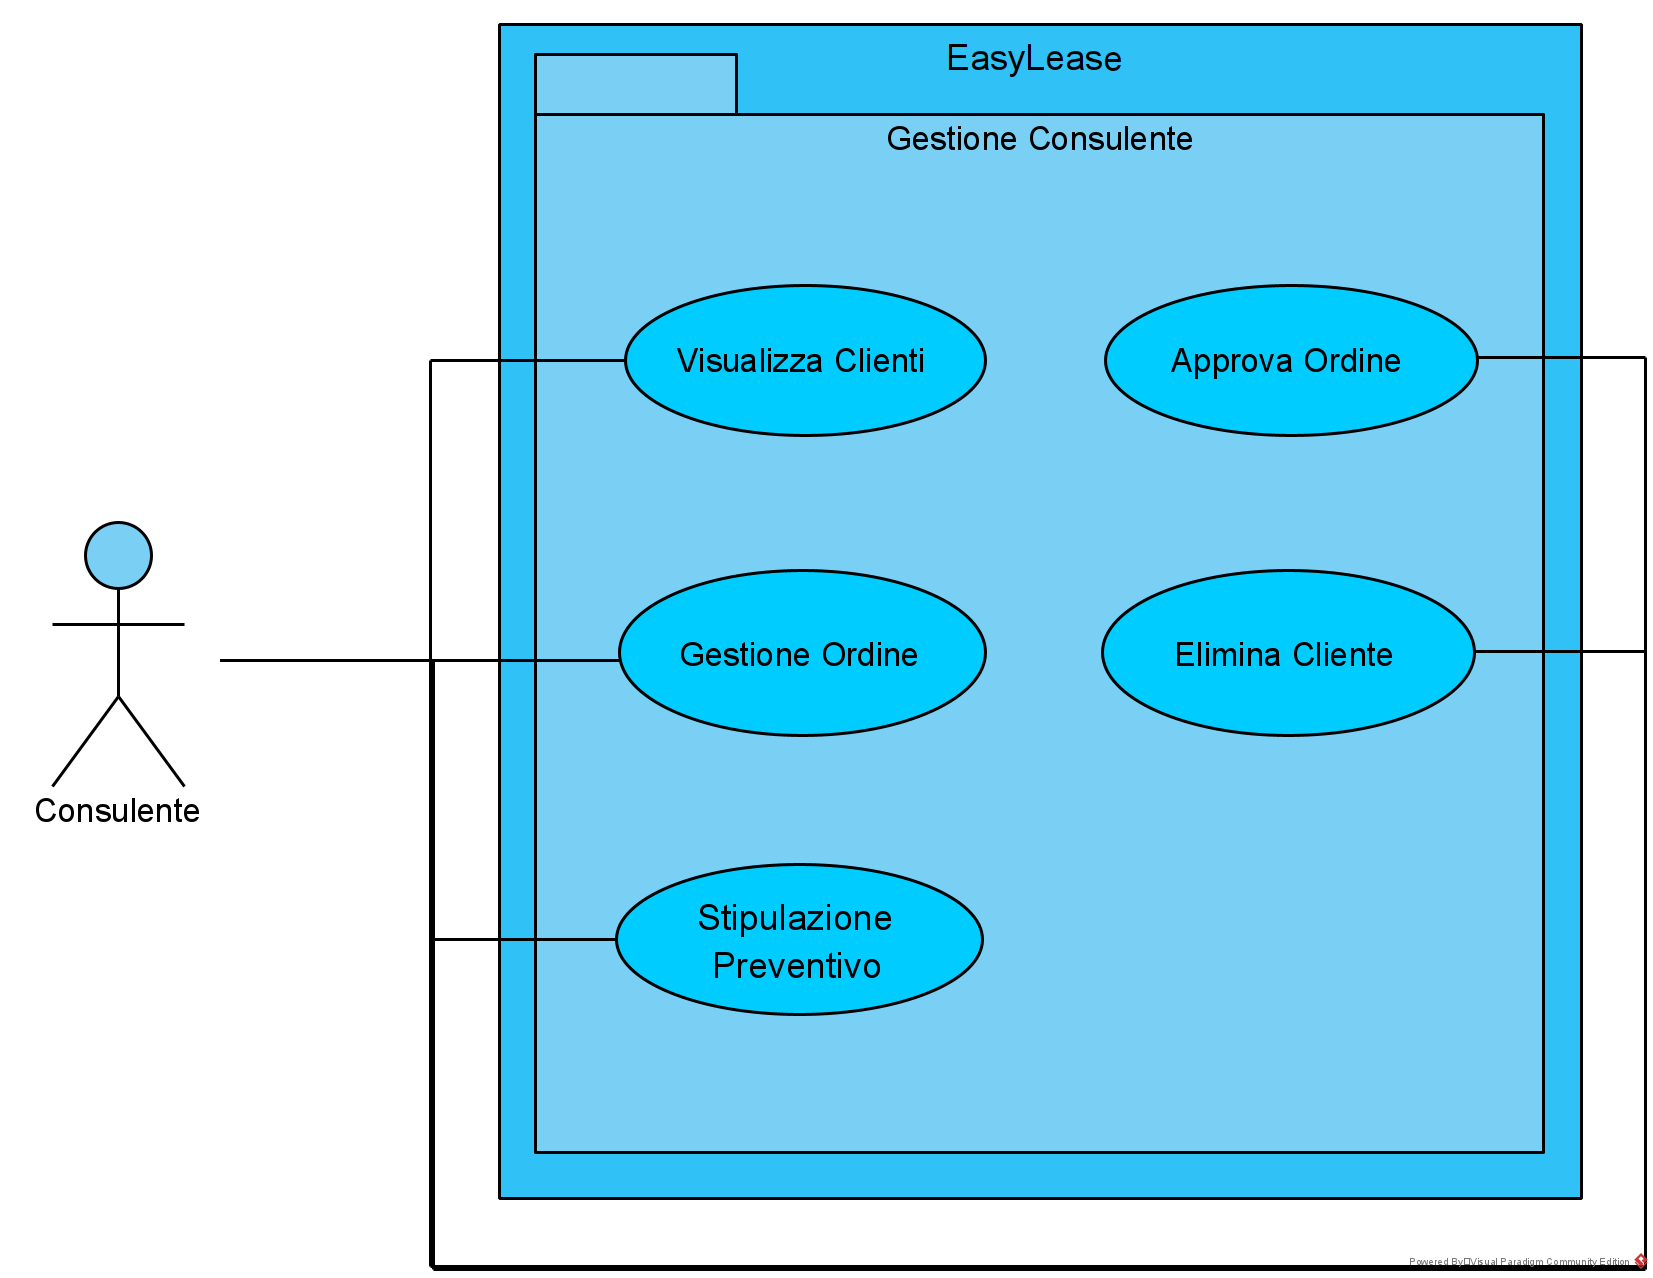 EasyLease
Gestione Consulente
Visualizza Clienti
Approva Ordine
Gestione Ordine
Elimina Cliente
Consulente
Stipulazione
Preventivo
Powered By Visual Paradigm Community Edition